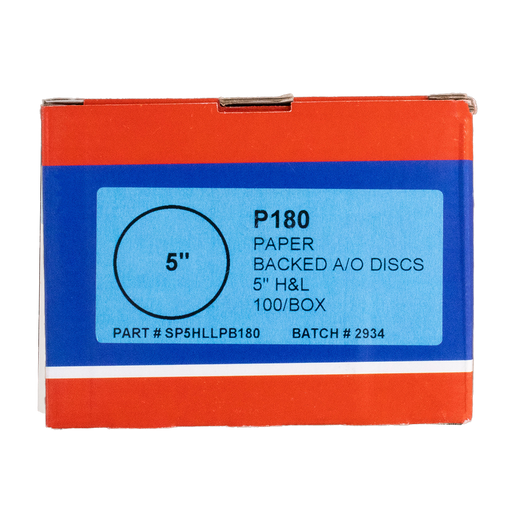 P180
PAPER
5"
BACKED A/O DISCS
5" H&L
100/BOX
PART # SP5HLLPB180 BATCH # 2934